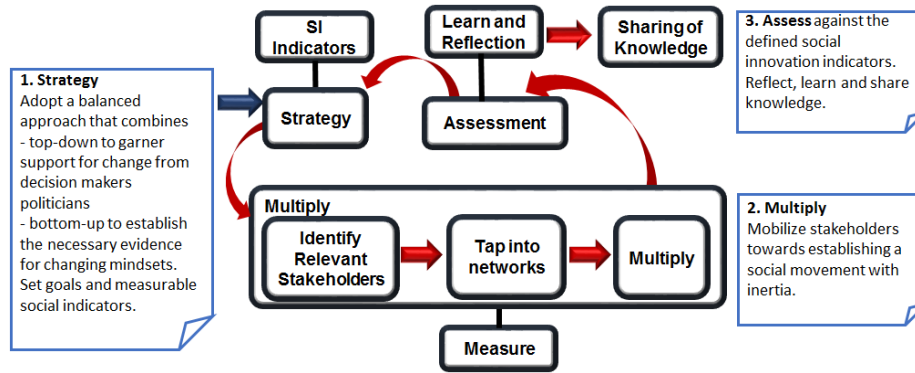 1. Strategy
Adopt a balanced
approach that combines
- top-down to garner
support for change from
decision makers
politicians
- bottom-up to establish
the necessary evidence
for changing mindsets.
Set goals and measurable
social indicators.
SI
Indicators
Strategy
Learn and
Reflection
Assessment
Sharing of
Knowledge
3. Assess against the
defined social
innovation indicators.
Reflect, learn and share
knowledge.
Multiply
Identify
Relevant
Stakeholders
Tap into
networks
Multiply
Measure
2. Multiply
Mobilize stakeholders
towards establishing a
social movement with
inertia.